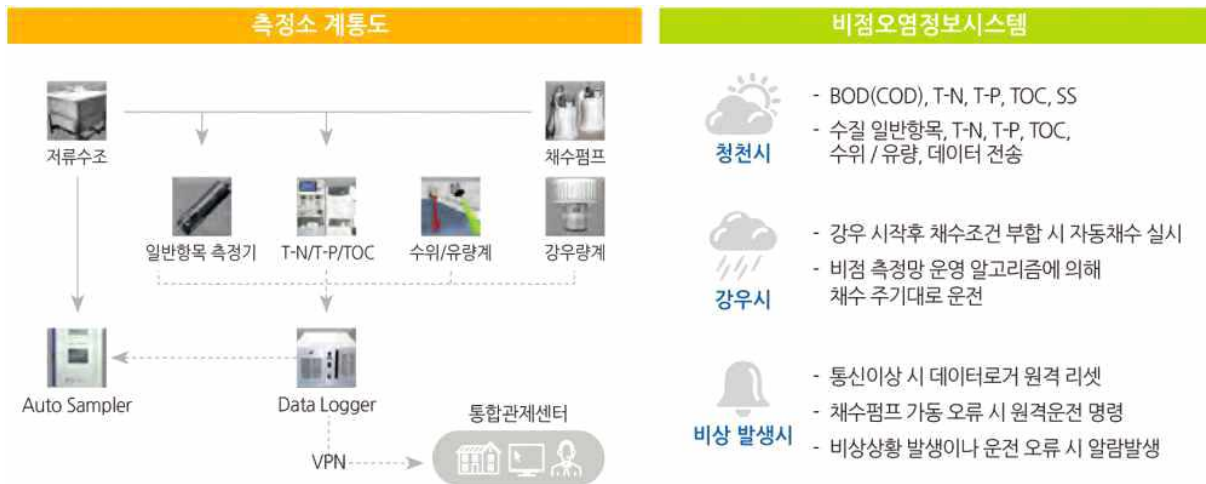 측정소 계통도
저류수조
채수펌프
일반항목 측정기
T-N/T-P/TOC
수위/유량계
강우량계
Auto Sampler
Data Logger
통합관제센터
VPN
비점오염정보시스템
청천시
- BOD(COD), T-N, T-P, TOC, SS
- 수질 일반항목, T-N, T-P, TOC,
수위 / 유량, 데이터 전송
강우시
- 강우 시작후 채수조건 부합 시 자동채수 실시
- 비점 측정망 운영 알고리즘에 의해
채수 주기대로 운전
비상 발생시
- 통신이상 시 데이터로거 원격 리셋
- 채수펌프 가동 오류 시 원격운전 명령
- 비상상황 발생이나 운전 오류 시 알람발생